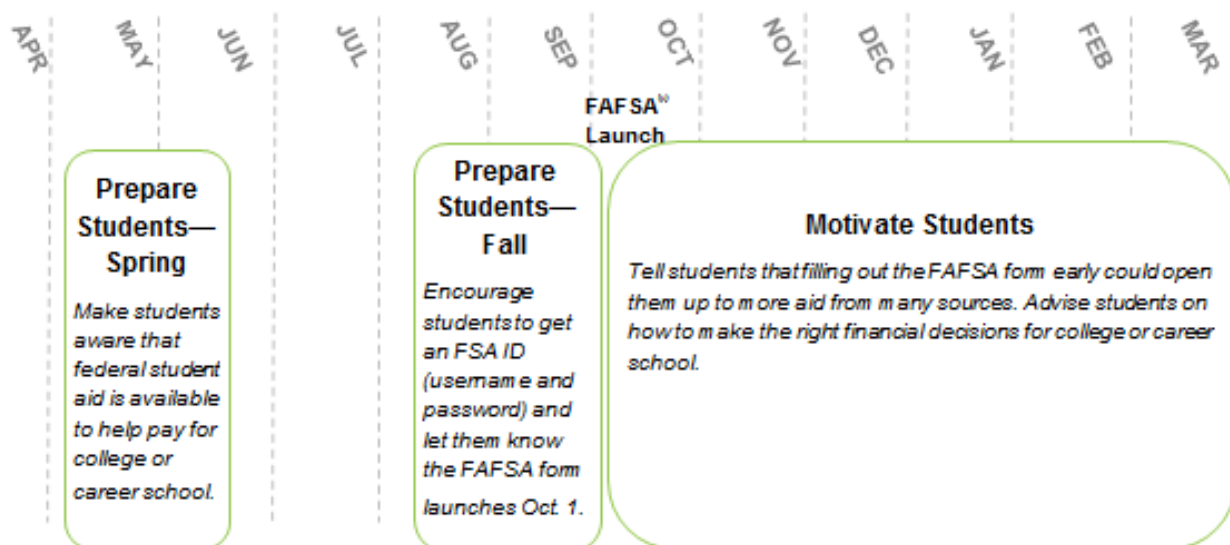 APR
MAY
JUN
JUL
AUG
SEP
OCT
NOV
DEC
JAN
FEB
MAR
FAFSA
Launch
Prepare
Students—
Spring
Make students
aware that
federal student
aid is available
to help pay for
college or
career school.
Prepare
Students—
Fall
Encourage
students to get
an FSA ID
(username and
password) and
let them know
the FAFSA form
launches Oct. 1.
Motivate Students
Tell students that filling out the FAFSA form early could open
them up to more aid from many sources. Advise students on
how to make the right financial decisions for college or career
school.